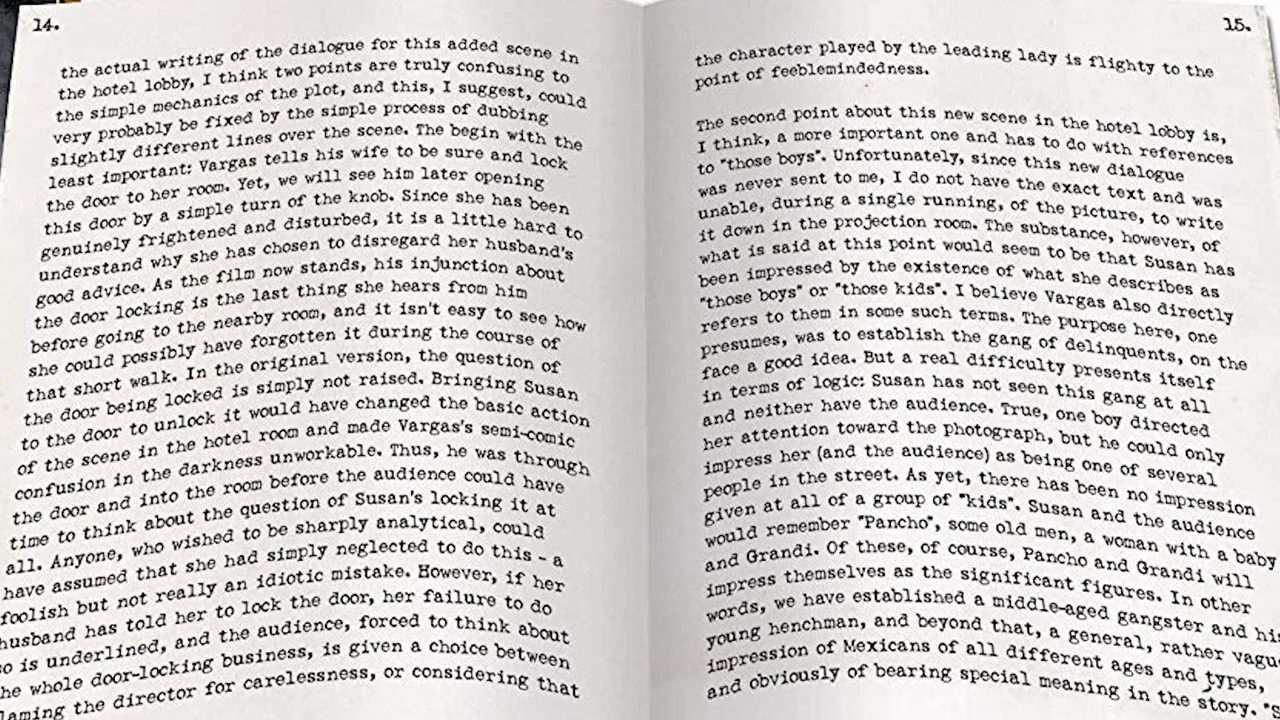 14.
the actual writing of the dialogue for this added scene in
the hotel lobby, I think two points are truly confusing to
the simple mechanics of the plot, and this, I suggest, could
very probably be fixed by the simple process of dubbing
slightly different lines over the scene. The begin with the
least important: Vargas tells his wife to be sure and lock
the door to her room. Yet, we will see him later opening
this door by a simple turn of the knob. Since she has been
genuinely frightened and disturbed, it is a little hard to
understand why she has chosen to disregard her husband's
good advice. As the film now stands, his injunction about
the door locking is the last thing she hears from him
before going to the nearby room, and it isn't easy to see how
she could possibly have forgotten it during the course of
that short walk. In the original version, the question of
the door being locked is simply not raised. Bringing Susan
to the door to unlock it would have changed the basic action
of the scene in the hotel room and made Vargas's semi-comic
confusion in the darkness unworkable. Thus, he was through
the door and into the room before the audience could have
time to think about the question of Susan's locking it at
all. Anyone, who wished to be sharply analytical, could
have assumed that she had simply neglected to do this - a
foolish but not really an idiotic mistake. However, if her
husband has told her to lock the door, her failure to do
so is underlined, and the audience, forced to think about
he whole door-locking business, is given a choice between
laming the director for carelessness, or considering that
15.
the character played by the leading lady is flighty to the
point of feeblemindedness.
The second point about this new scene in the hotel lobby is,
I think, a more important one and has to do with references
to "those boys". Unfortunately, since this new dialogue
was never sent to me, I do not have the exact text and was
unable, during a single running, of the picture, to write
it down in the projection room. The substance, however, of
what is said at this point would seem to be that Susan has
been impressed by the existence of what she describes as
"those boys" or "those kids". I believe Vargas also directly
refers to them in some such terms. The purpose here, one
presumes, was to establish the gang of delinquents, on the
face a good idea. But a real difficulty presents itself
in terms of logic: Susan has not seen this gang at all
and neither have the audience. True, one boy directed
her attention toward the photograph, but he could only
impress her (and the audience) as being one of several
people in the street. As yet, there has been no impression
given at all of a group of "kids". Susan and the audience
would remember "Pancho", some old men, a woman with a baby
and Grandi. Of these, of course, Pancho and Grandi will
impress themselves as the significant figures. In other
words, we have established a middle-aged gangster and his
young henchman, and beyond that, a general, rather vagu
impression of Mexicans of all different ages and types,
and obviously of bearing special meaning in the story. "S